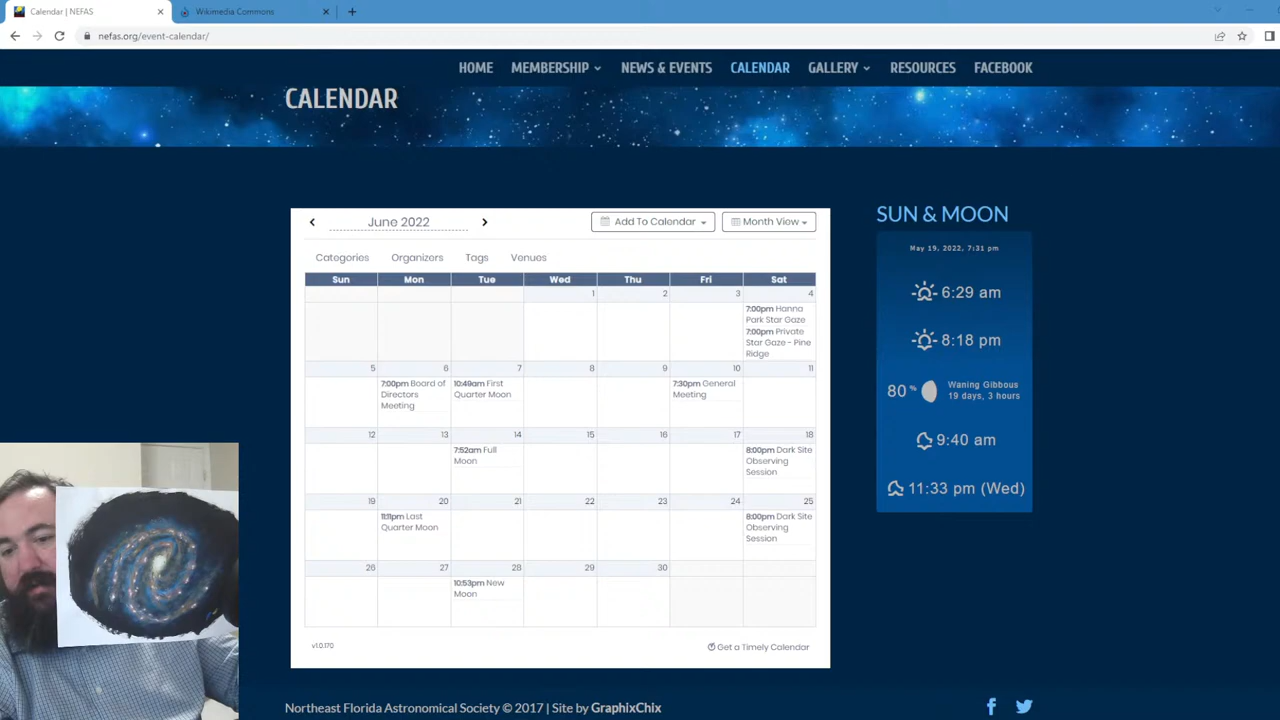 Calendar | NEFAS
Wikimedia Commons
nefas.org/event-calendar/
HOME MEMBERSHIP NEWS & EVENTS CALENDAR GALLERY RESOURCES FACEBOOK
CALENDAR
June 2022
Add To Calendar
Month View
Categories Organizers Tags Venues
Sun Mon Tue Wed Thu Fri Sat
1 2 3 4
7:00pm Hanna
Park Star Gaze
7:00pm Private
Star Gaze - Pine
Ridge
5 6 7 8 9 10 11
7:00pm Board of
Directors
Meeting
10:49am First
Quarter Moon
7:30pm General
Meeting
12 13 14 15 16 17 18
7:52am Full
Moon
8:00pm Dark Site
Observing
Session
19 20 21 22 23 24 25
11:11pm Last
Quarter Moon
8:00pm Dark Site
Observing
Session
26 27 28 29 30
10:53pm New
Moon
v1.0.170
Get a Timely Calendar
SUN & MOON
May 19, 2022, 7:31 pm
6:29 am
8:18 pm
80 %
Waning Gibbous
19 days, 3 hours
9:40 am
11:33 pm (Wed)
Northeast Florida Astronomical Society © 2017 | Site by GraphixChix